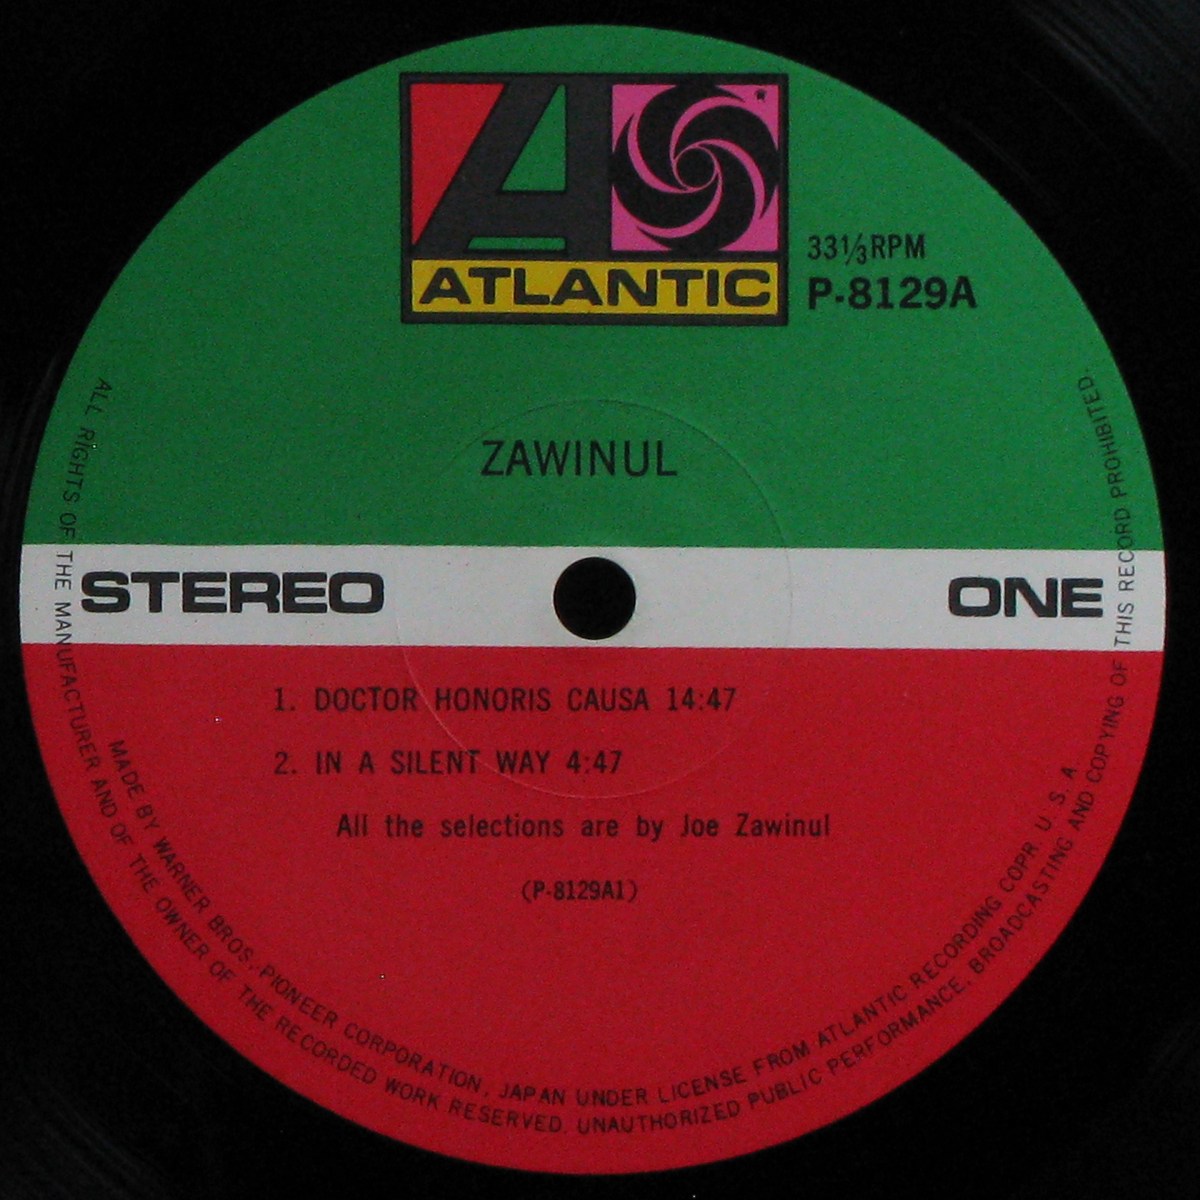 ATLANTIC
33⅓RPM
P-8129A
ZAWINUL
STEREO
ONE
1. DOCTOR HONORIS CAUSA 14:47
2. IN A SILENT WAY 4:47
All the selections are by Joe Zawinul
(P-8129A1)
MADE BY WARNER BROS. PIONEER CORPORATION, JAPAN UNDER LICENSE FROM ATLANTIC RECORDING COPR. U. S. A
ALL RIGHTS OF THE MANUFACTURER AND OF THE OWNER OF THE RECORDED WORK RESERVED. UNAUTHORIZED PUBLIC PERFORMANCE, BROADCASTING AND COPYING OF THIS RECORD PROHIBITED.